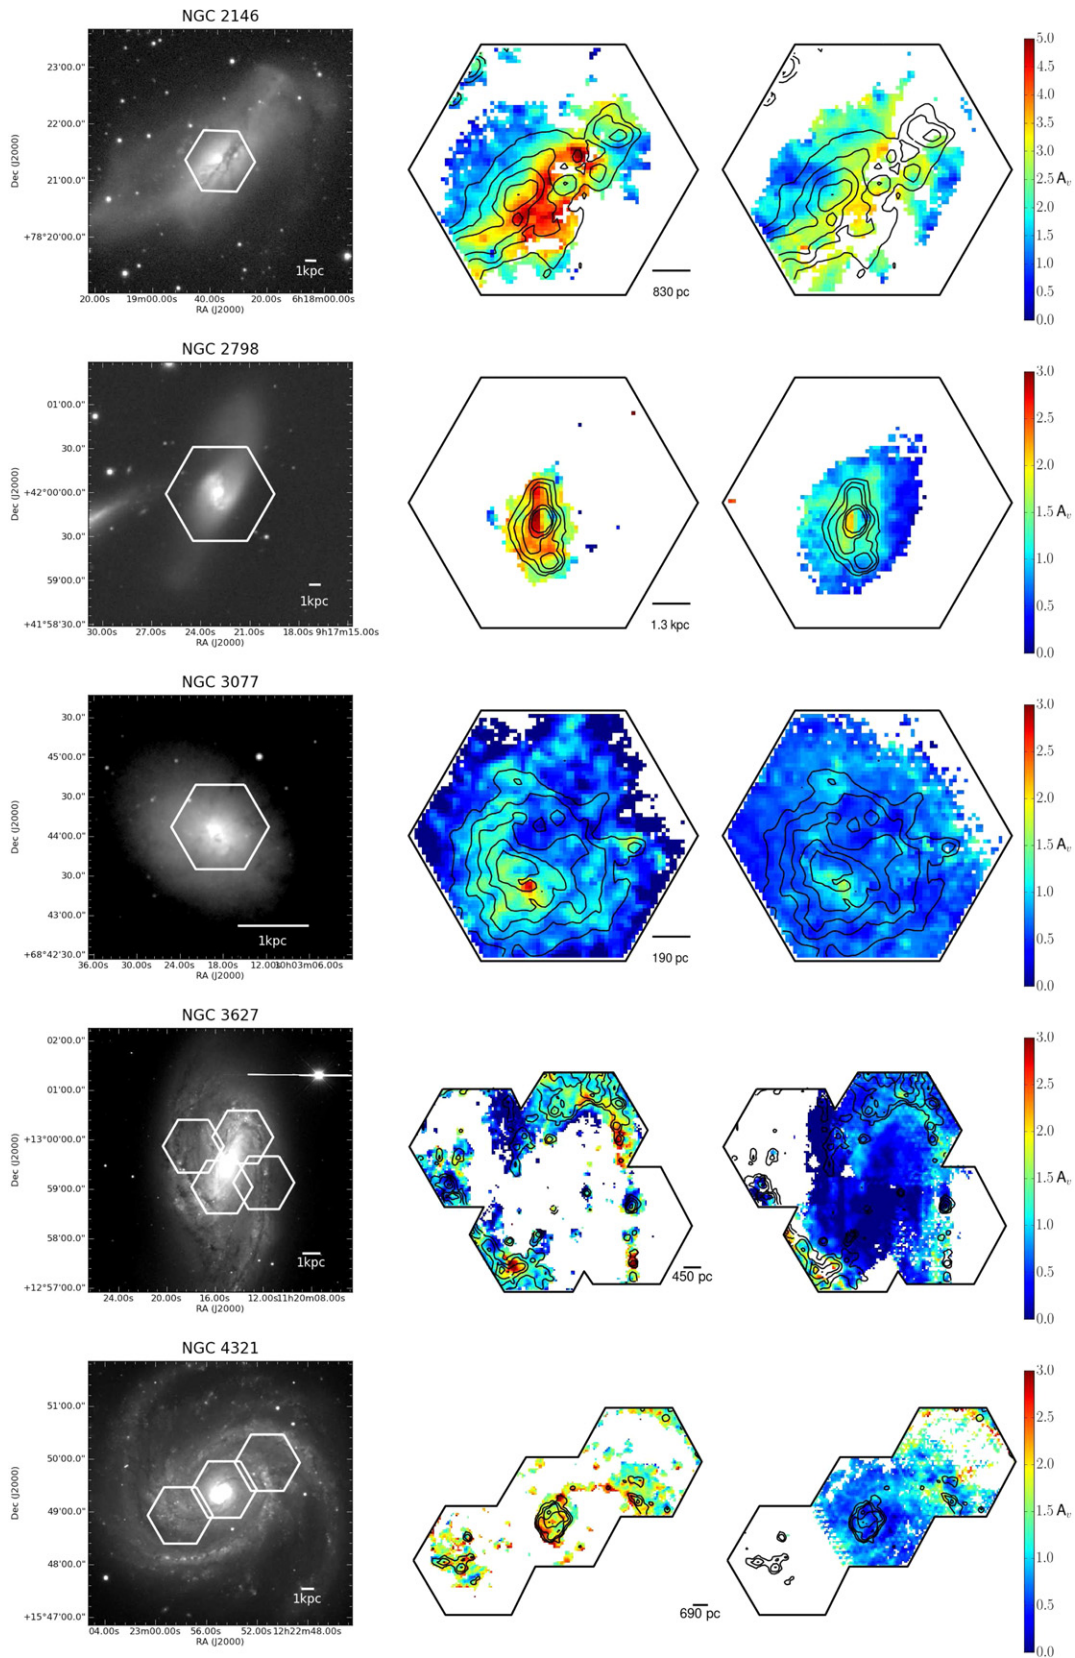 NGC 2146
Dec (J2000)
23'00.0"
22'00.0"
21'00.0"
+78°20'00.0"
1kpc
20.00s 19m00.00s 40.00s 20.00s 6h18m00.00s
RA (J2000)
830 pc
5.0
4.5
4.0
3.5
3.0
2.5 Av
2.0
1.5
1.0
0.5
0.0
NGC 2798
Dec (J2000)
01'00.0"
30.0"
+42°00'00.0"
30.0"
59'00.0"
+41°58'30.0"
1kpc
30.00s 27.00s 24.00s 21.00s 18.00s 9h17m15.00s
RA (J2000)
1.3 kpc
3.0
2.5
2.0
1.5 Av
1.0
0.5
0.0
NGC 3077
Dec (J2000)
30.0"
45'00.0"
30.0"
44'00.0"
30.0"
43'00.0"
+68°42'30.0"
1kpc
36.00s 30.00s 24.00s 18.00s 12.00s 10h03m06.00s
RA (J2000)
190 pc
3.0
2.5
2.0
1.5 Av
1.0
0.5
0.0
NGC 3627
Dec (J2000)
02'00.0"
01'00.0"
+13°00'00.0"
59'00.0"
58'00.0"
+12°57'00.0"
1kpc
24.00s 20.00s 16.00s 12.00s 11h20m08.00s
RA (J2000)
450 pc
3.0
2.5
2.0
1.5 Av
1.0
0.5
0.0
NGC 4321
Dec (J2000)
51'00.0"
50'00.0"
49'00.0"
48'00.0"
+15°47'00.0"
1kpc
04.00s 23m00.00s 56.00s 52.00s 12h22m48.00s
RA (J2000)
690 pc
3.0
2.5
2.0
1.5 Av
1.0
0.5
0.0